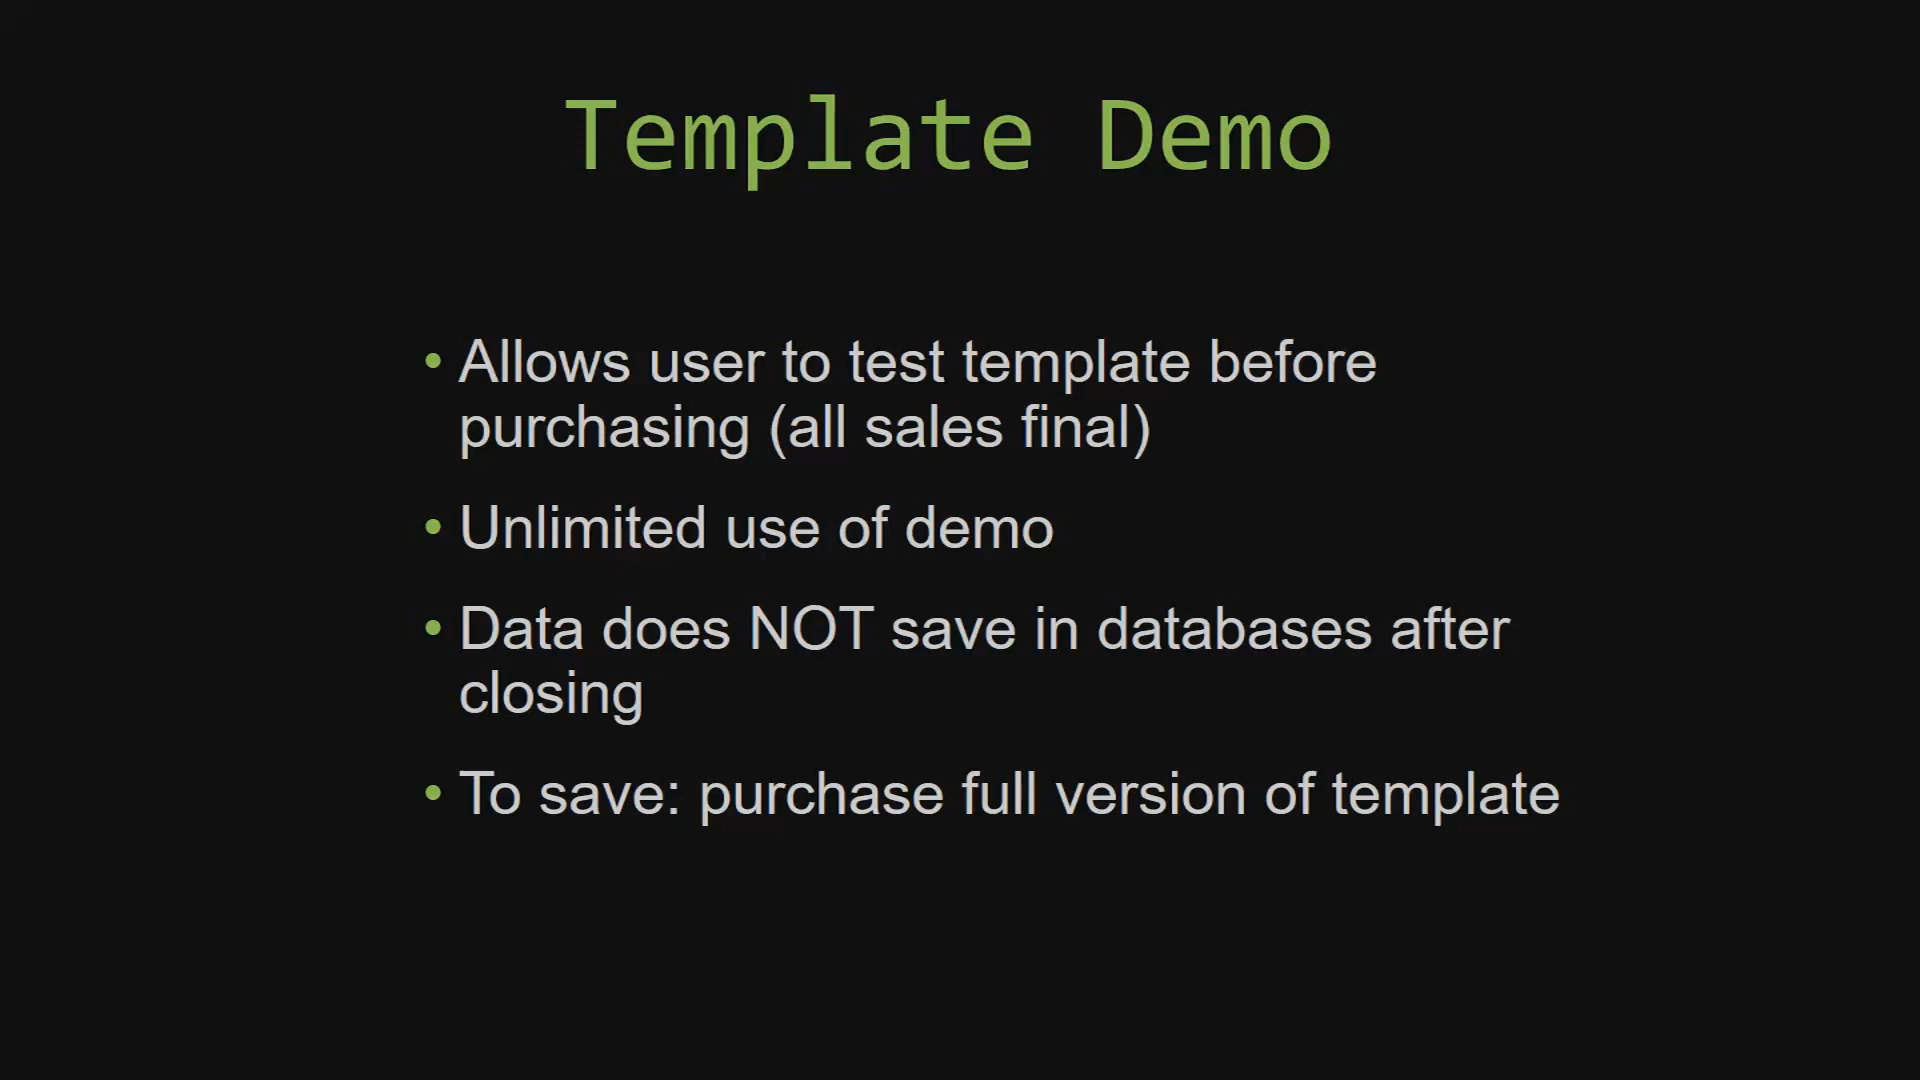 Template Demo
• Allows user to test template before
purchasing (all sales final)
• Unlimited use of demo
• Data does NOT save in databases after
closing
• To save: purchase full version of template